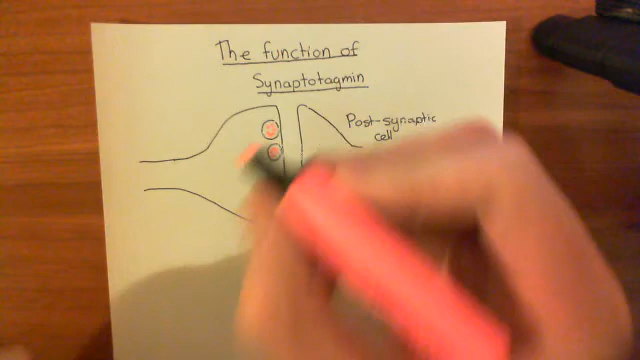 The function of
Synaptotagmin
Post-synaptic
cell